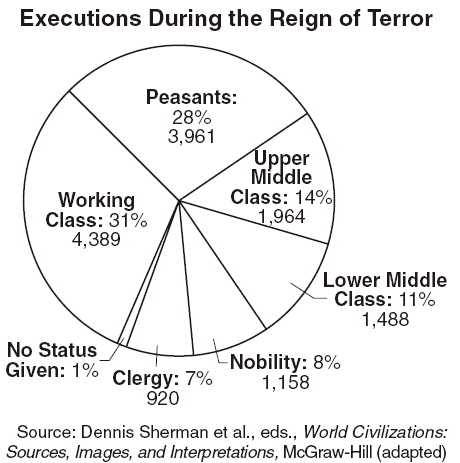 Executions During the Reign of Terror
Peasants:
28%
3,961
Upper
Middle
Class: 14%
1,964
Working
Class: 31%
4,389
Lower Middle
Class: 11%
1,488
No Status
Given: 1%
Clergy: 7%
920
Nobility: 8%
1,158
Source: Dennis Sherman et al., eds., World Civilizations:
Sources, Images, and Interpretations, McGraw-Hill (adapted)